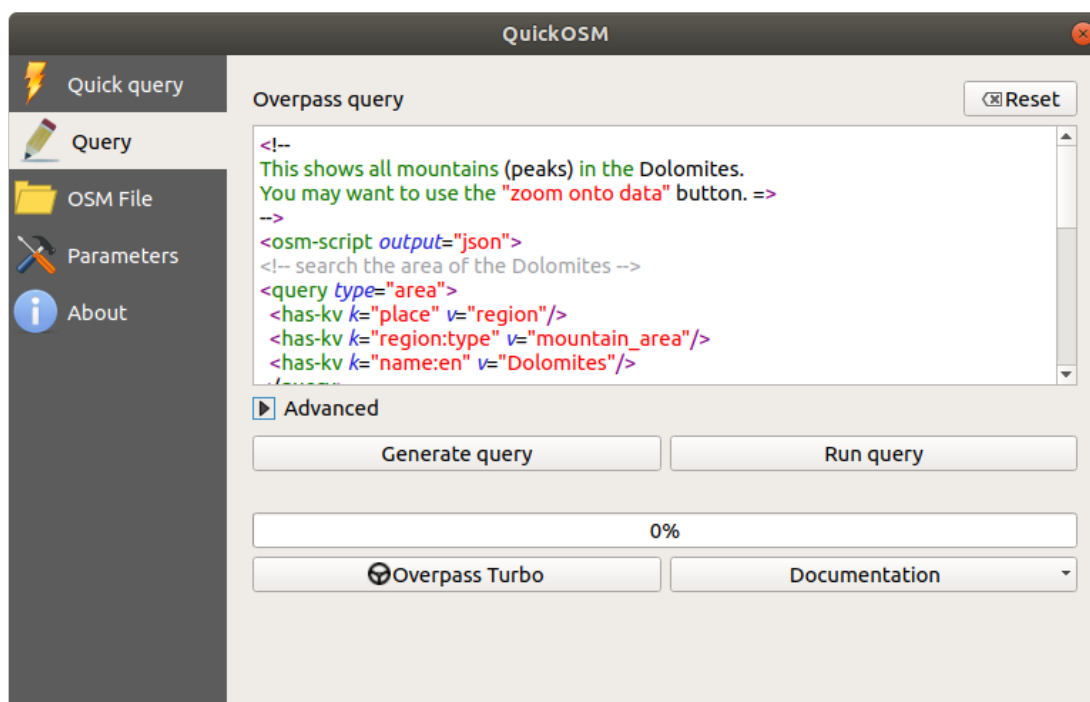 QuickOSM
Quick query
Query
OSM File
Parameters
About
Overpass query
Reset
<!--
This shows all mountains (peaks) in the Dolomites.
You may want to use the "zoom onto data" button. =>
-->
<osm-script output="json">
<!-- search the area of the Dolomites -->
<query type="area">
<has-kv k="place" v="region"/>
<has-kv k="region:type" v="mountain_area"/>
<has-kv k="name:en" v="Dolomites"/>
Advanced
Generate query
Run query
0%
Overpass Turbo
Documentation